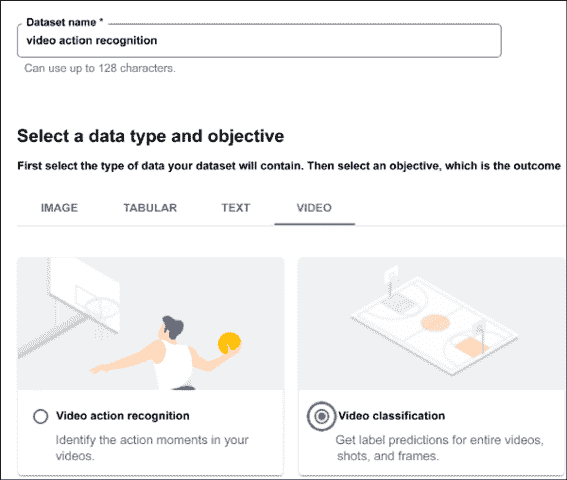 Dataset name *
video action recognition
Can use up to 128 characters.
Select a data type and objective
First select the type of data your dataset will contain. Then select an objective, which is the outcome
IMAGE TABULAR TEXT VIDEO
Video action recognition
Identify the action moments in your
videos.
Video classification
Get label predictions for entire videos,
shots, and frames.